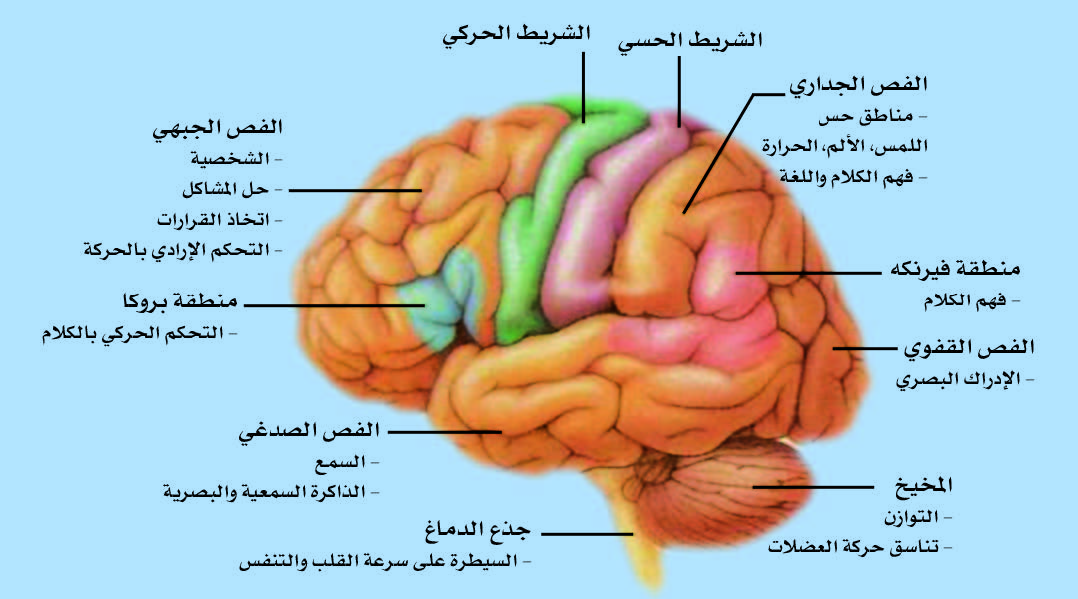 الشريط الحسي
الشريط الحركي
الفص الجداري
- مناطق حس
اللمس، الألم، الحرارة
- فهم الكلام واللغة
منطقة فيرنكه
- فهم الكلام
الفص القفوي
- الإدراك البصري
المخيخ
- التوازن
- تناسق حركة العضلات
الفص الجبهي
- الشخصية
- حل المشاكل
- اتخاذ القرارات
- التحكم الإرادي بالحركة
منطقة بروكا
- التحكم الحركي بالكلام
الفص الصدغي
- السمع
- الذاكرة السمعية والبصرية
جذع الدماغ
- السيطرة على سرعة القلب والتنفس